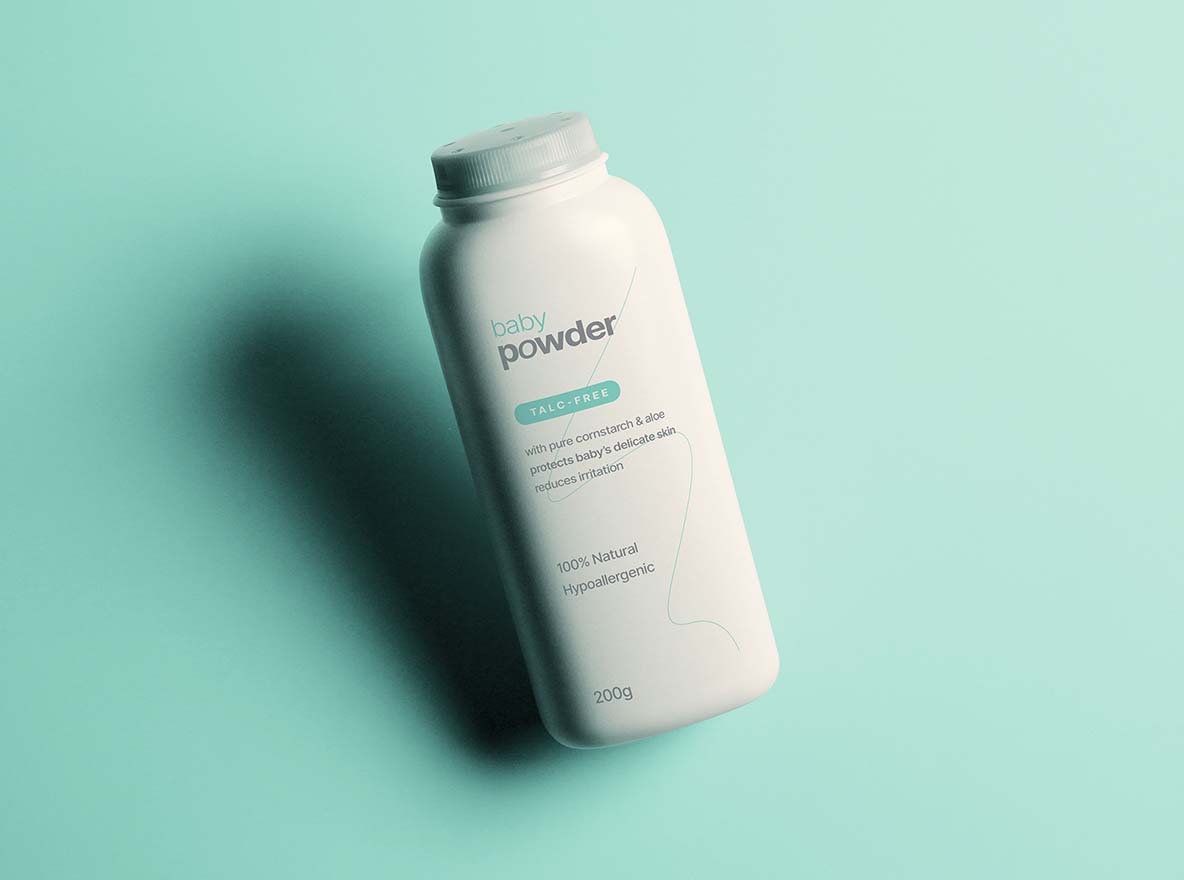 baby
powder
TALC-FREE
with pure cornstarch & aloe
protects baby's delicate skin
reduces irritation
100% Natural
Hypoallergenic
200g